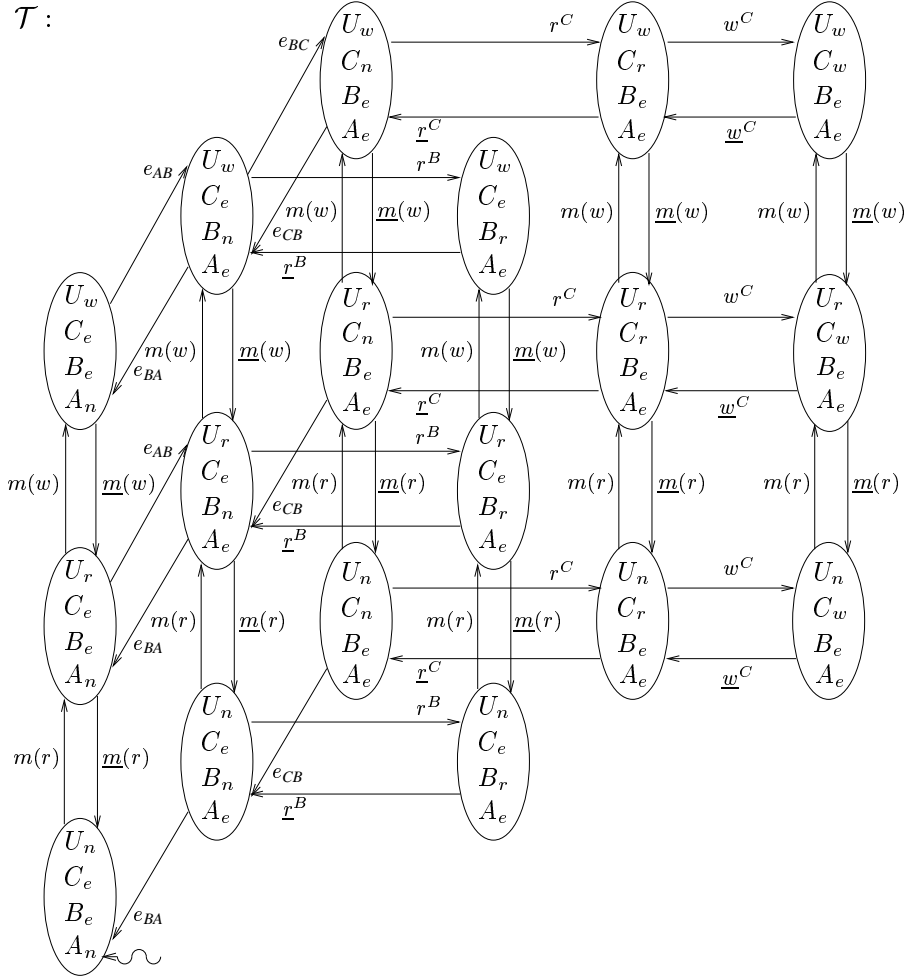 𝒯 :
U_w
C_n
B_e
A_e
e_BC
r^C
r̲^C
U_w
C_r
B_e
A_e
w^C
w̲^C
U_w
C_w
B_e
A_e
e_AB
U_w
C_e
B_n
A_e
r^B
r̲^B
e_CB
U_w
C_e
B_r
A_e
m(w)
m̲(w)
m(w)
m̲(w)
m(w)
m̲(w)
U_w
C_e
B_e
A_n
e_BA
m(w)
m̲(w)
U_r
C_n
B_e
A_e
r^C
r̲^C
m(w)
m̲(w)
U_r
C_r
B_e
A_e
w^C
w̲^C
U_r
C_w
B_e
A_e
m(w)
m̲(w)
e_AB
U_r
C_e
B_n
A_e
r^B
r̲^B
e_CB
m(r)
m̲(r)
U_r
C_e
B_r
A_e
m(r)
m̲(r)
m(r)
m̲(r)
U_r
C_e
B_e
A_n
e_BA
m(r)
m̲(r)
U_n
C_n
B_e
A_e
r^C
r̲^C
m(r)
m̲(r)
U_n
C_r
B_e
A_e
w^C
w̲^C
U_n
C_w
B_e
A_e
m(r)
m̲(r)
U_n
C_e
B_n
A_e
r^B
r̲^B
e_CB
U_n
C_e
B_r
A_e
U_n
C_e
B_e
A_n
e_BA